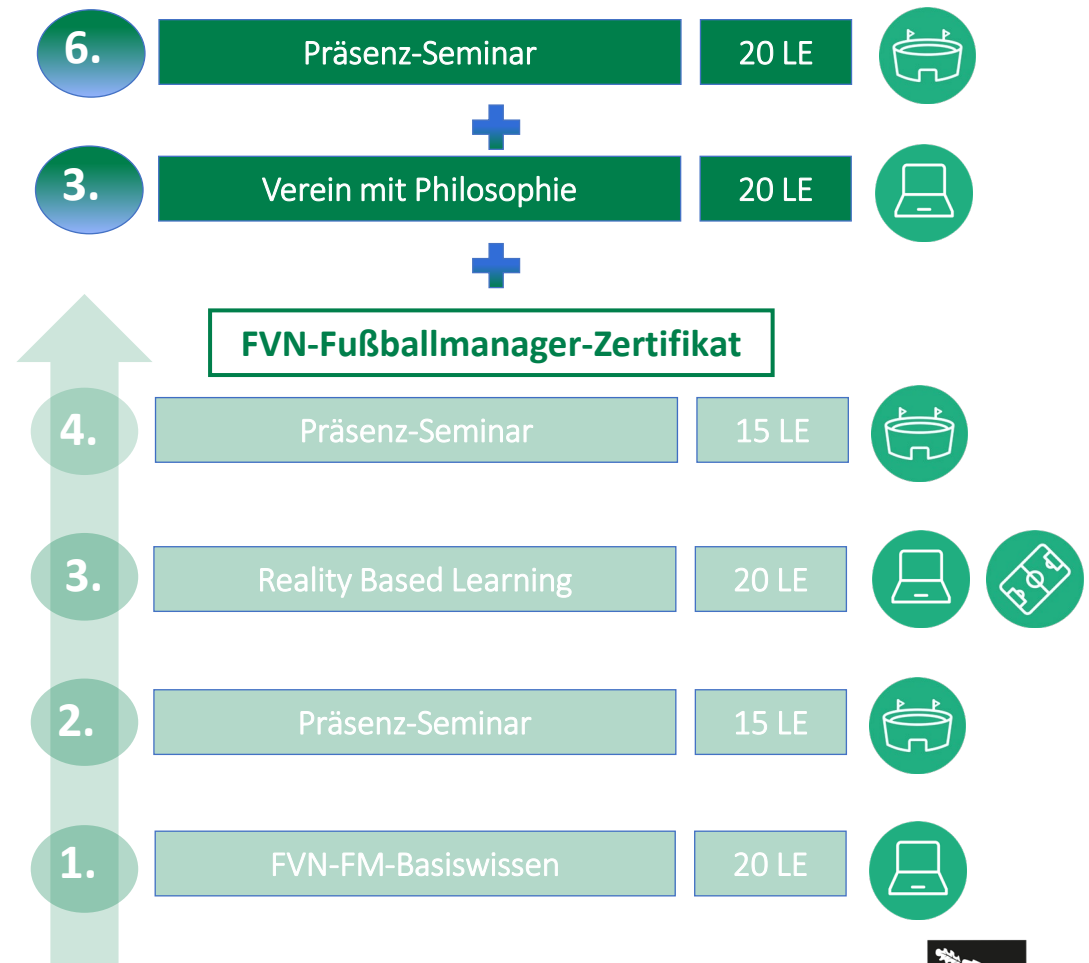 6. Präsenz-Seminar 20 LE
3. Verein mit Philosophie 20 LE
FVN-Fußballmanager-Zertifikat
4. Präsenz-Seminar 15 LE
3. Reality Based Learning 20 LE
2. Präsenz-Seminar 15 LE
1. FVN-FM-Basiswissen 20 LE